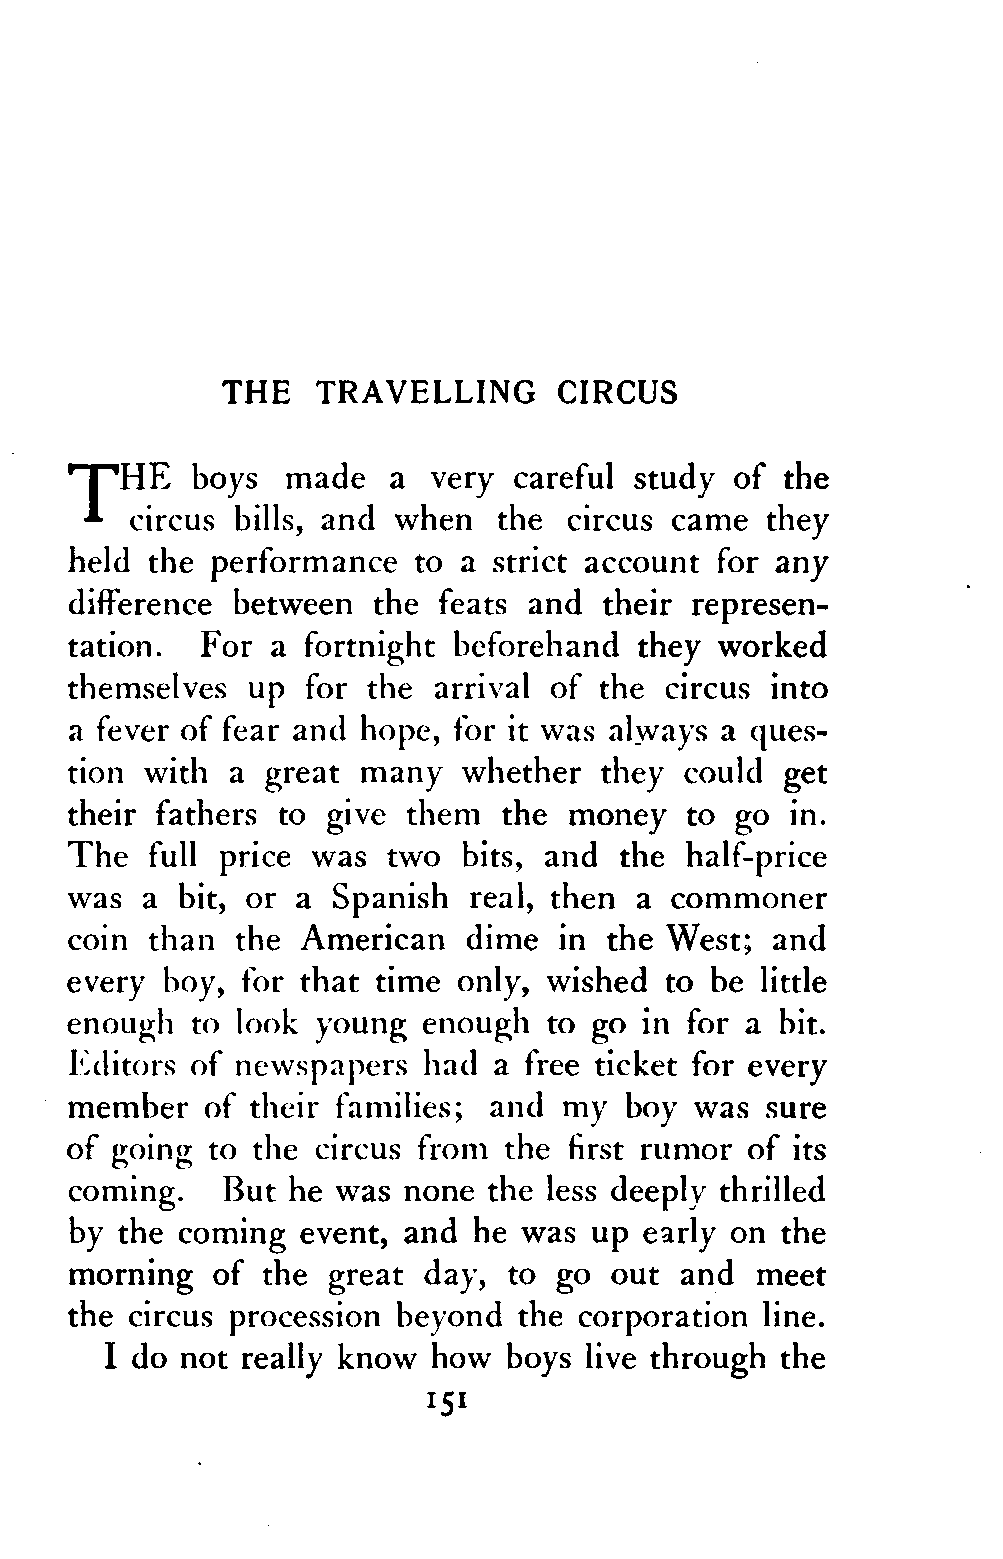 THE TRAVELLING CIRCUS
THE boys made a very careful study of the
circus bills, and when the circus came they
held the performance to a strict account for any
difference between the feats and their represen-
tation. For a fortnight beforehand they worked
themselves up for the arrival of the circus into
a fever of fear and hope, for it was always a ques-
tion with a great many whether they could get
their fathers to give them the money to go in.
The full price was two bits, and the half-price
was a bit, or a Spanish real, then a commoner
coin than the American dime in the West; and
every boy, for that time only, wished to be little
enough to look young enough to go in for a bit.
Editors of newspapers had a free ticket for every
member of their families; and my boy was sure
of going to the circus from the first rumor of its
coming. But he was none the less deeply thrilled
by the coming event, and he was up early on the
morning of the great day, to go out and meet
the circus procession beyond the corporation line.
I do not really know how boys live through the
151